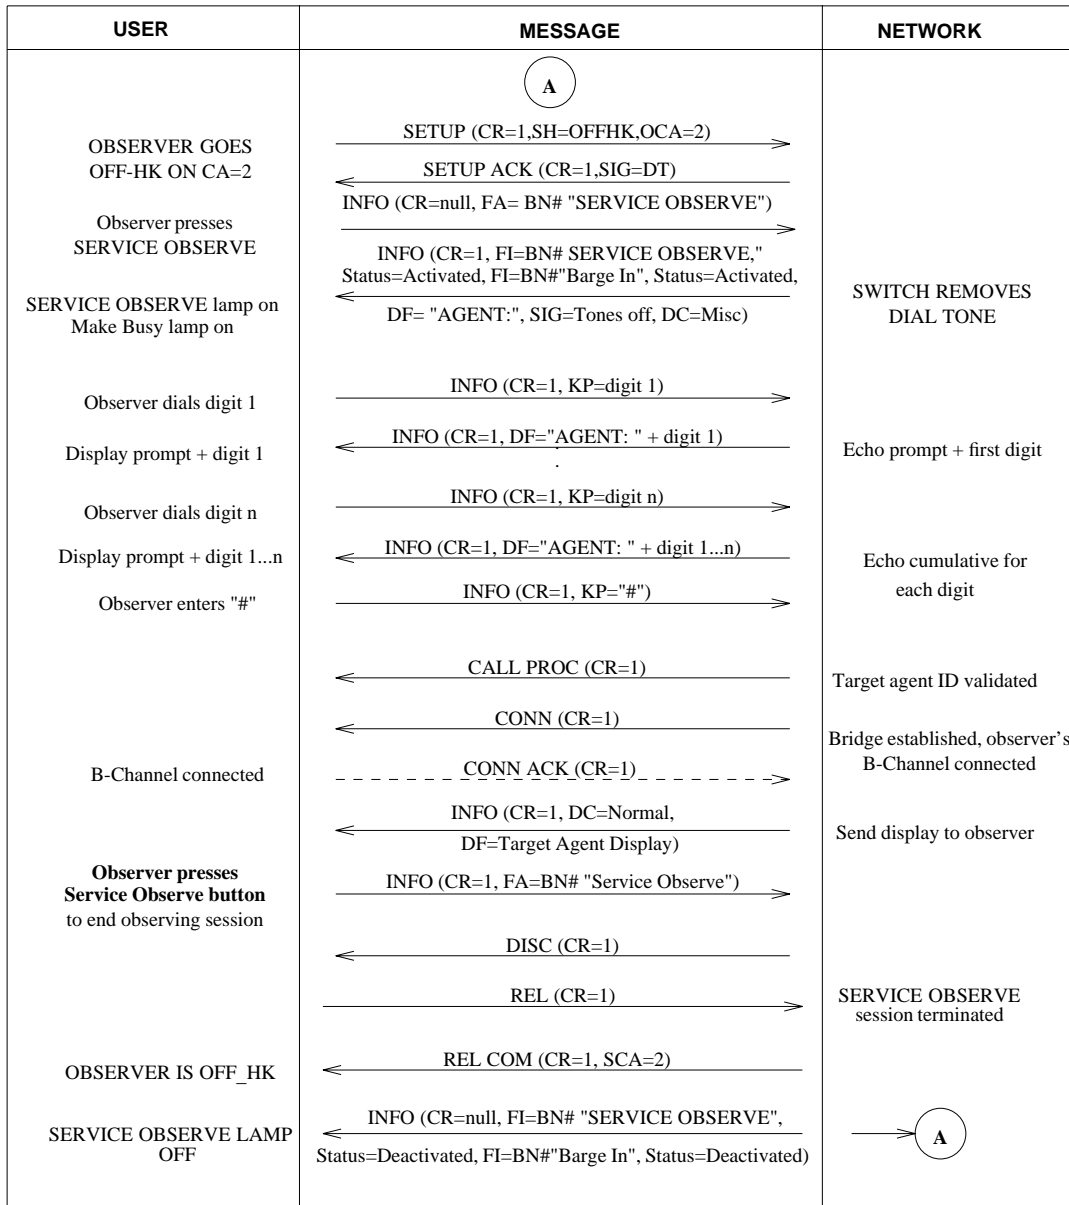 USER
MESSAGE
NETWORK
A
SETUP (CR=1,SH=OFFHK,OCA=2)
OBSERVER GOES
OFF-HK ON CA=2
SETUP ACK (CR=1,SIG=DT)
INFO (CR=null, FA= BN# "SERVICE OBSERVE")
Observer presses
SERVICE OBSERVE
INFO (CR=1, FI=BN# SERVICE OBSERVE,"
Status=Activated, FI=BN#"Barge In", Status=Activated,
SERVICE OBSERVE lamp on
Make Busy lamp on
DF= "AGENT:", SIG=Tones off, DC=Misc)
SWITCH REMOVES
DIAL TONE
INFO (CR=1, KP=digit 1)
Observer dials digit 1
INFO (CR=1, DF="AGENT: " + digit 1)
.
.
Display prompt + digit 1
Echo prompt + first digit
INFO (CR=1, KP=digit n)
Observer dials digit n
INFO (CR=1, DF="AGENT: " + digit 1...n)
Display prompt + digit 1...n
Echo cumulative for
each digit
INFO (CR=1, KP="#")
Observer enters "#"
CALL PROC (CR=1)
Target agent ID validated
CONN (CR=1)
Bridge established, observer's
B-Channel connected
B-Channel connected
CONN ACK (CR=1)
INFO (CR=1, DC=Normal,
DF=Target Agent Display)
Send display to observer
Observer presses
Service Observe button
to end observing session
INFO (CR=1, FA=BN# "Service Observe")
DISC (CR=1)
REL (CR=1)
SERVICE OBSERVE
session terminated
REL COM (CR=1, SCA=2)
OBSERVER IS OFF_HK
INFO (CR=null, FI=BN# "SERVICE OBSERVE",
Status=Deactivated, FI=BN#"Barge In", Status=Deactivated)
SERVICE OBSERVE LAMP
OFF
A